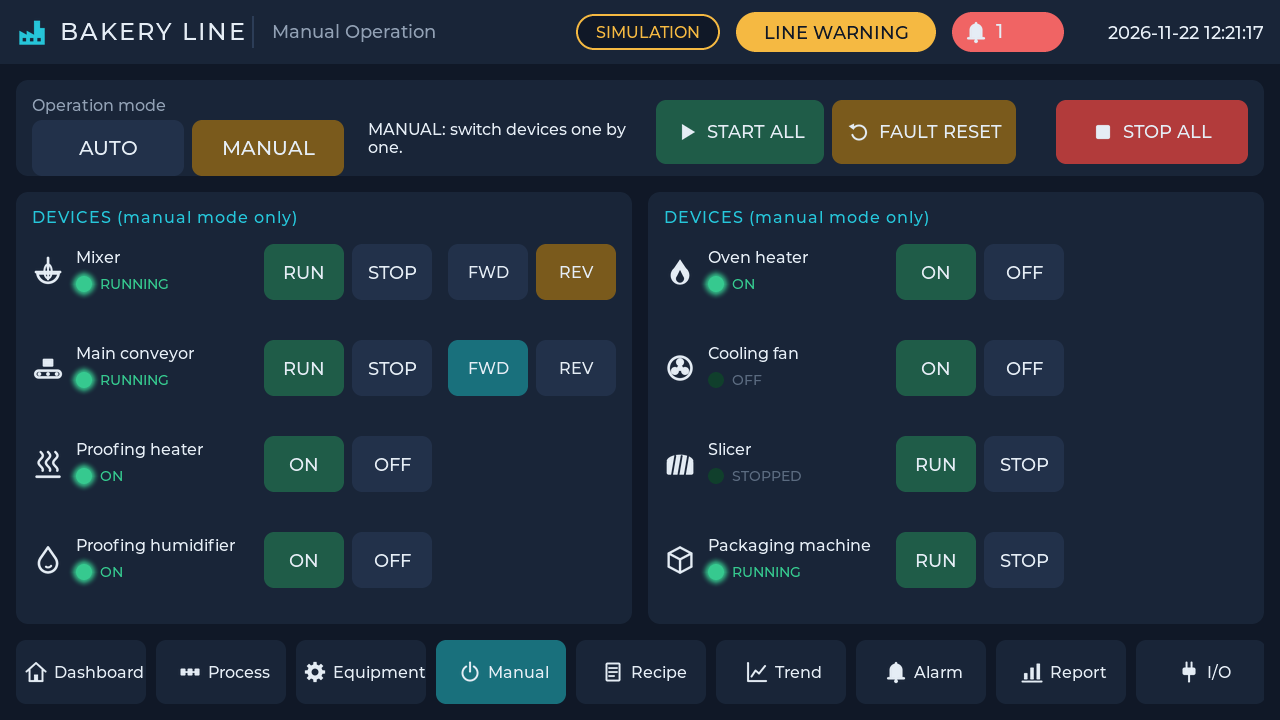 BAKERY LINE
Manual Operation
SIMULATION
LINE WARNING
1
2026-11-22 12:21:17
Operation mode
AUTO
MANUAL
MANUAL: switch devices one by
one.
START ALL
FAULT RESET
STOP ALL
DEVICES (manual mode only)
Mixer
RUNNING
RUN
STOP
FWD
REV
Main conveyor
RUNNING
RUN
STOP
FWD
REV
Proofing heater
ON
ON
OFF
Proofing humidifier
ON
ON
OFF
DEVICES (manual mode only)
Oven heater
ON
ON
OFF
Cooling fan
OFF
ON
OFF
Slicer
STOPPED
RUN
STOP
Packaging machine
RUNNING
RUN
STOP
Dashboard
Process
Equipment
Manual
Recipe
Trend
Alarm
Report
I/O